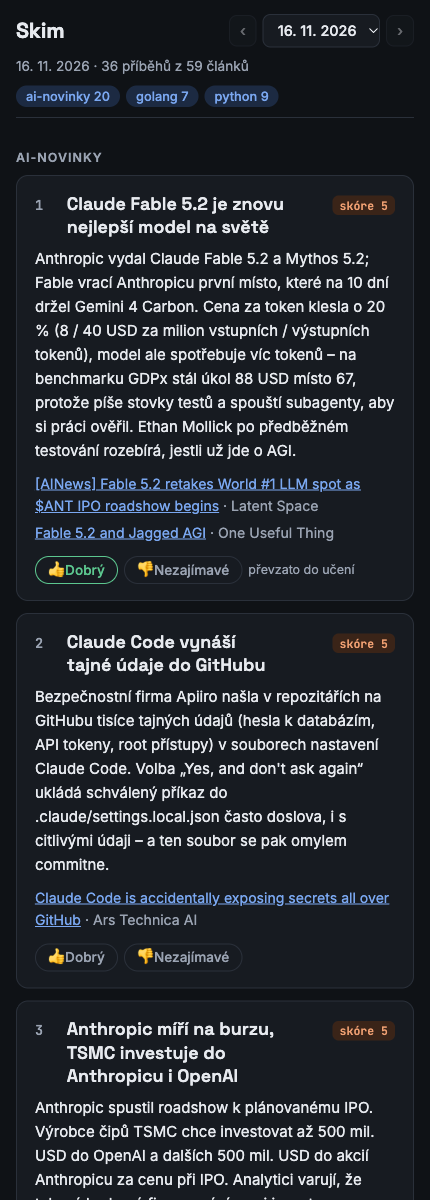 Skim
‹ 16. 11. 2026 ›
16. 11. 2026 · 36 příběhů z 59 článků
ai-novinky 20 golang 7 python 9
AI-NOVINKY
1 Claude Fable 5.2 je znovu skóre 5
nejlepší model na světě
Anthropic vydal Claude Fable 5.2 a Mythos 5.2;
Fable vrací Anthropicu první místo, které na 10 dní
držel Gemini 4 Carbon. Cena za token klesla o 20
% (8 / 40 USD za milion vstupních / výstupních
tokenů), model ale spotřebuje víc tokenů – na
benchmarku GDPx stál úkol 88 USD místo 67,
protože píše stovky testů a spouští subagenty, aby
si práci ověřil. Ethan Mollick po předběžném
testování rozebírá, jestli už jde o AGI.
[AINews] Fable 5.2 retakes World #1 LLM spot as
$ANT IPO roadshow begins · Latent Space
Fable 5.2 and Jagged AGI · One Useful Thing
👍Dobrý 👎Nezajímavé převzato do učení
2 Claude Code vynáší skóre 5
tajné údaje do GitHubu
Bezpečnostní firma Apiiro našla v repozitářích na
GitHubu tisíce tajných údajů (hesla k databázím,
API tokeny, root přístupy) v souborech nastavení
Claude Code. Volba „Yes, and don't ask again“
ukládá schválený příkaz do
.claude/settings.local.json často doslova, i s
citlivými údaji – a ten soubor se pak omylem
commitne.
Claude Code is accidentally exposing secrets all over
GitHub · Ars Technica AI
👍Dobrý 👎Nezajímavé
3 Anthropic míří na burzu, skóre 5
TSMC investuje do
Anthropicu i OpenAI
Anthropic spustil roadshow k plánovanému IPO.
Výrobce čipů TSMC chce investovat až 500 mil.
USD do OpenAI a dalších 500 mil. USD do akcií
Anthropicu za cenu při IPO. Analytici varují, že